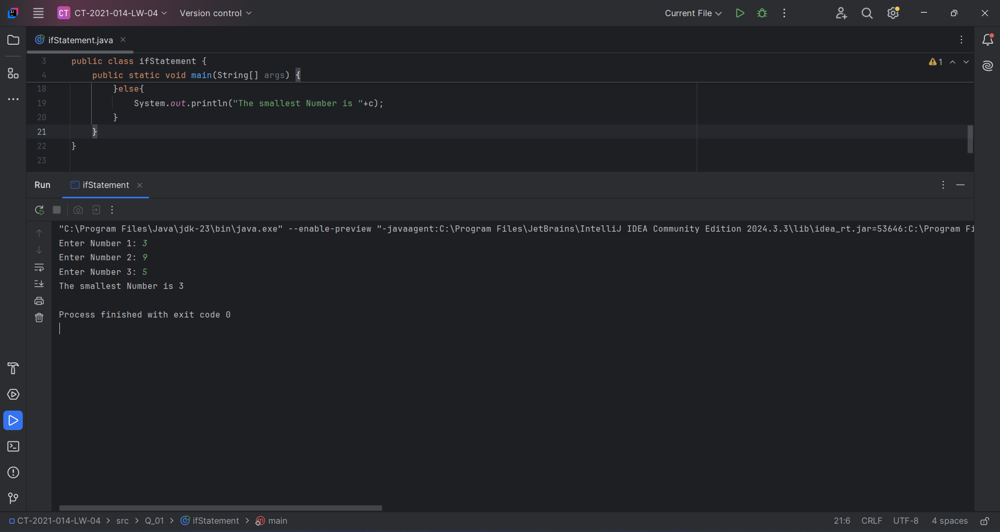 CT CT-2021-014-LW-04 Version control Current File
ifStatement.java
3 public class ifStatement {
4 public static void main(String[] args) {
18 }else{
19 System.out.println("The smallest Number is "+c);
20 }
21 }
22 }
23
1
Run ifStatement
"C:\Program Files\Java\jdk-23\bin\java.exe" --enable-preview "-javaagent:C:\Program Files\JetBrains\IntelliJ IDEA Community Edition 2024.3.3\lib\idea_rt.jar=53646:C:\Program Fi
Enter Number 1: 3
Enter Number 2: 9
Enter Number 3: 5
The smallest Number is 3
Process finished with exit code 0
CT-2021-014-LW-04 > src > Q_01 > ifStatement > main 21:6 CRLF UTF-8 4 spaces